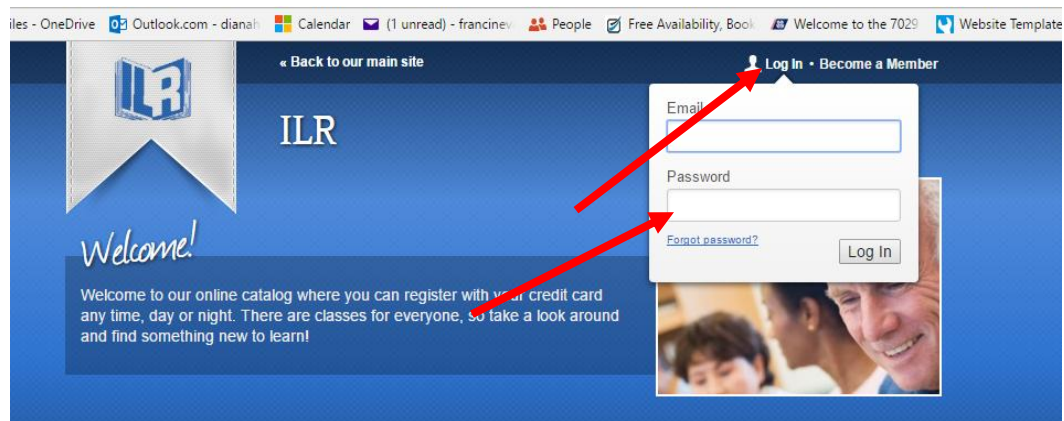 iles - OneDrive Outlook.com - dianah Calendar (1 unread) - francinev People Free Availability, Book Welcome to the 7029 Website Template
« Back to our main site
Log In • Become a Member
ILR
ILR
Email
Password
Forgot password?
Log In
Welcome!
Welcome to our online catalog where you can register with your credit card
any time, day or night. There are classes for everyone, so take a look around
and find something new to learn!